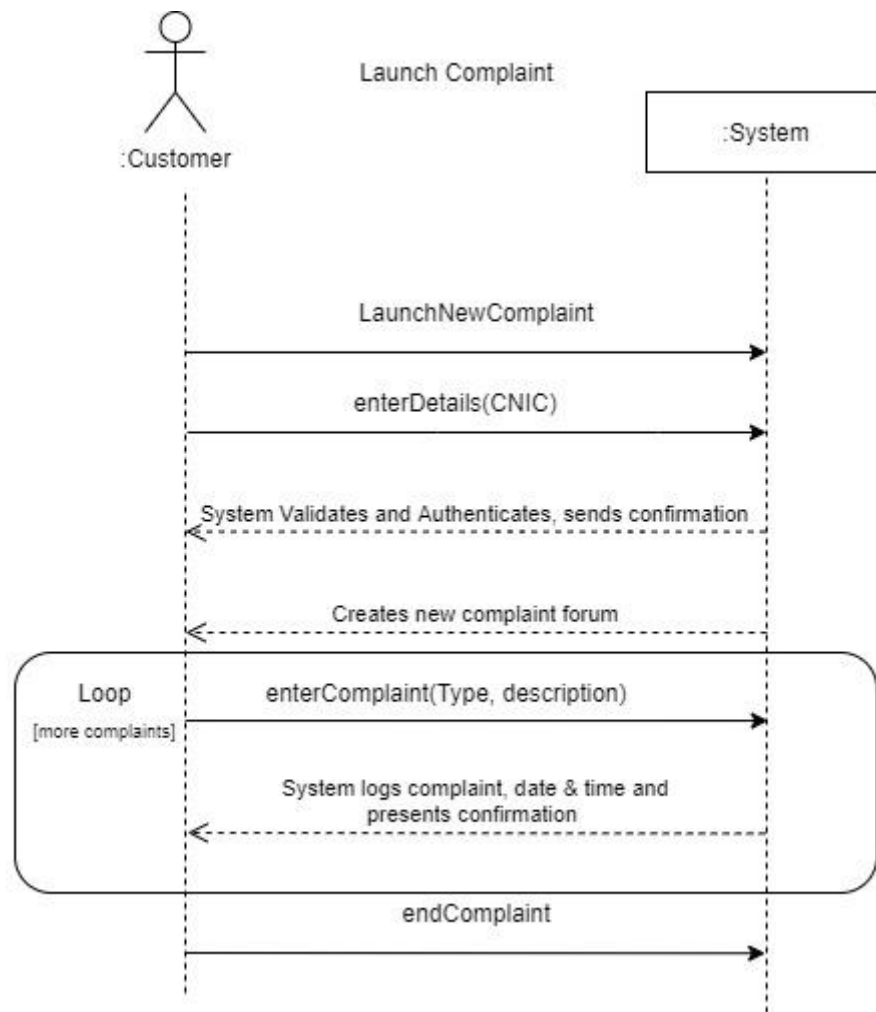 Launch Complaint
:System
:Customer
LaunchNewComplaint
enterDetails(CNIC)
System Validates and Authenticates, sends confirmation
Creates new complaint forum
Loop
[more complaints]
enterComplaint(Type, description)
System logs complaint, date & time and
presents confirmation
endComplaint